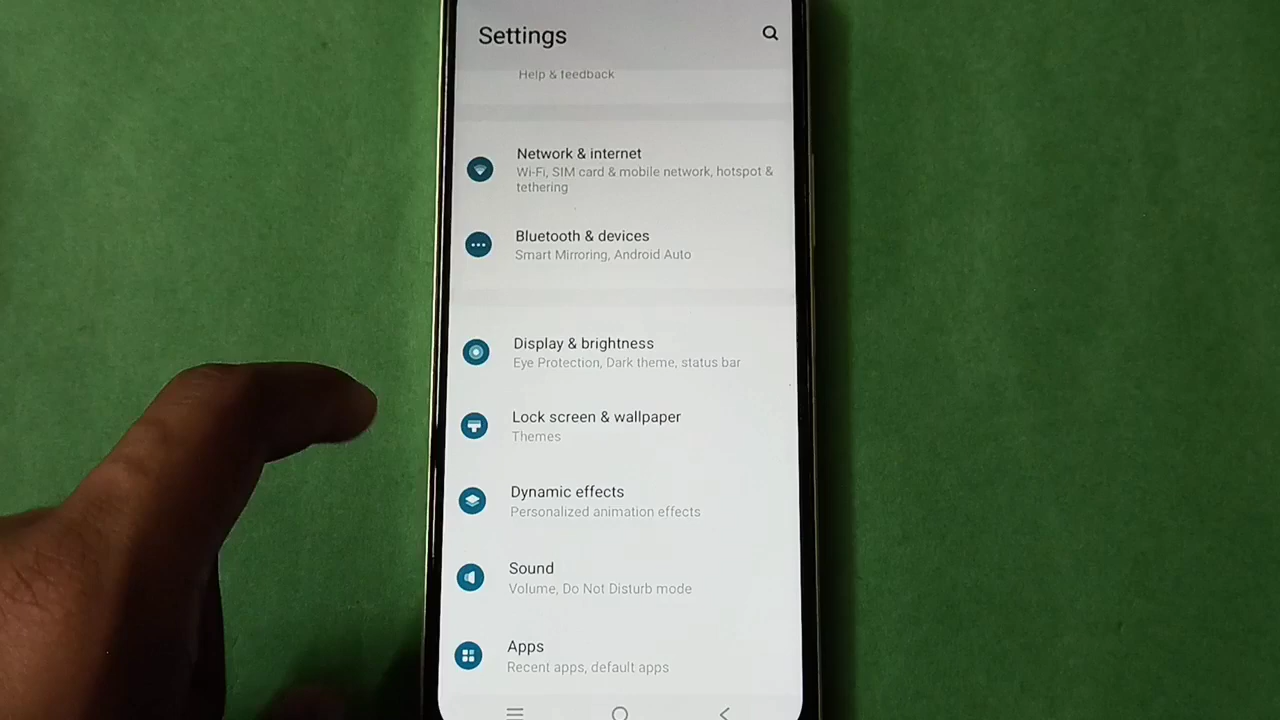 Settings
Help & feedback
Network & internet
Wi-Fi, SIM card & mobile network, hotspot &
tethering
Bluetooth & devices
Smart Mirroring, Android Auto
Display & brightness
Eye Protection, Dark theme, status bar
Lock screen & wallpaper
Themes
Dynamic effects
Personalized animation effects
Sound
Volume, Do Not Disturb mode
Apps
Recent apps, default apps